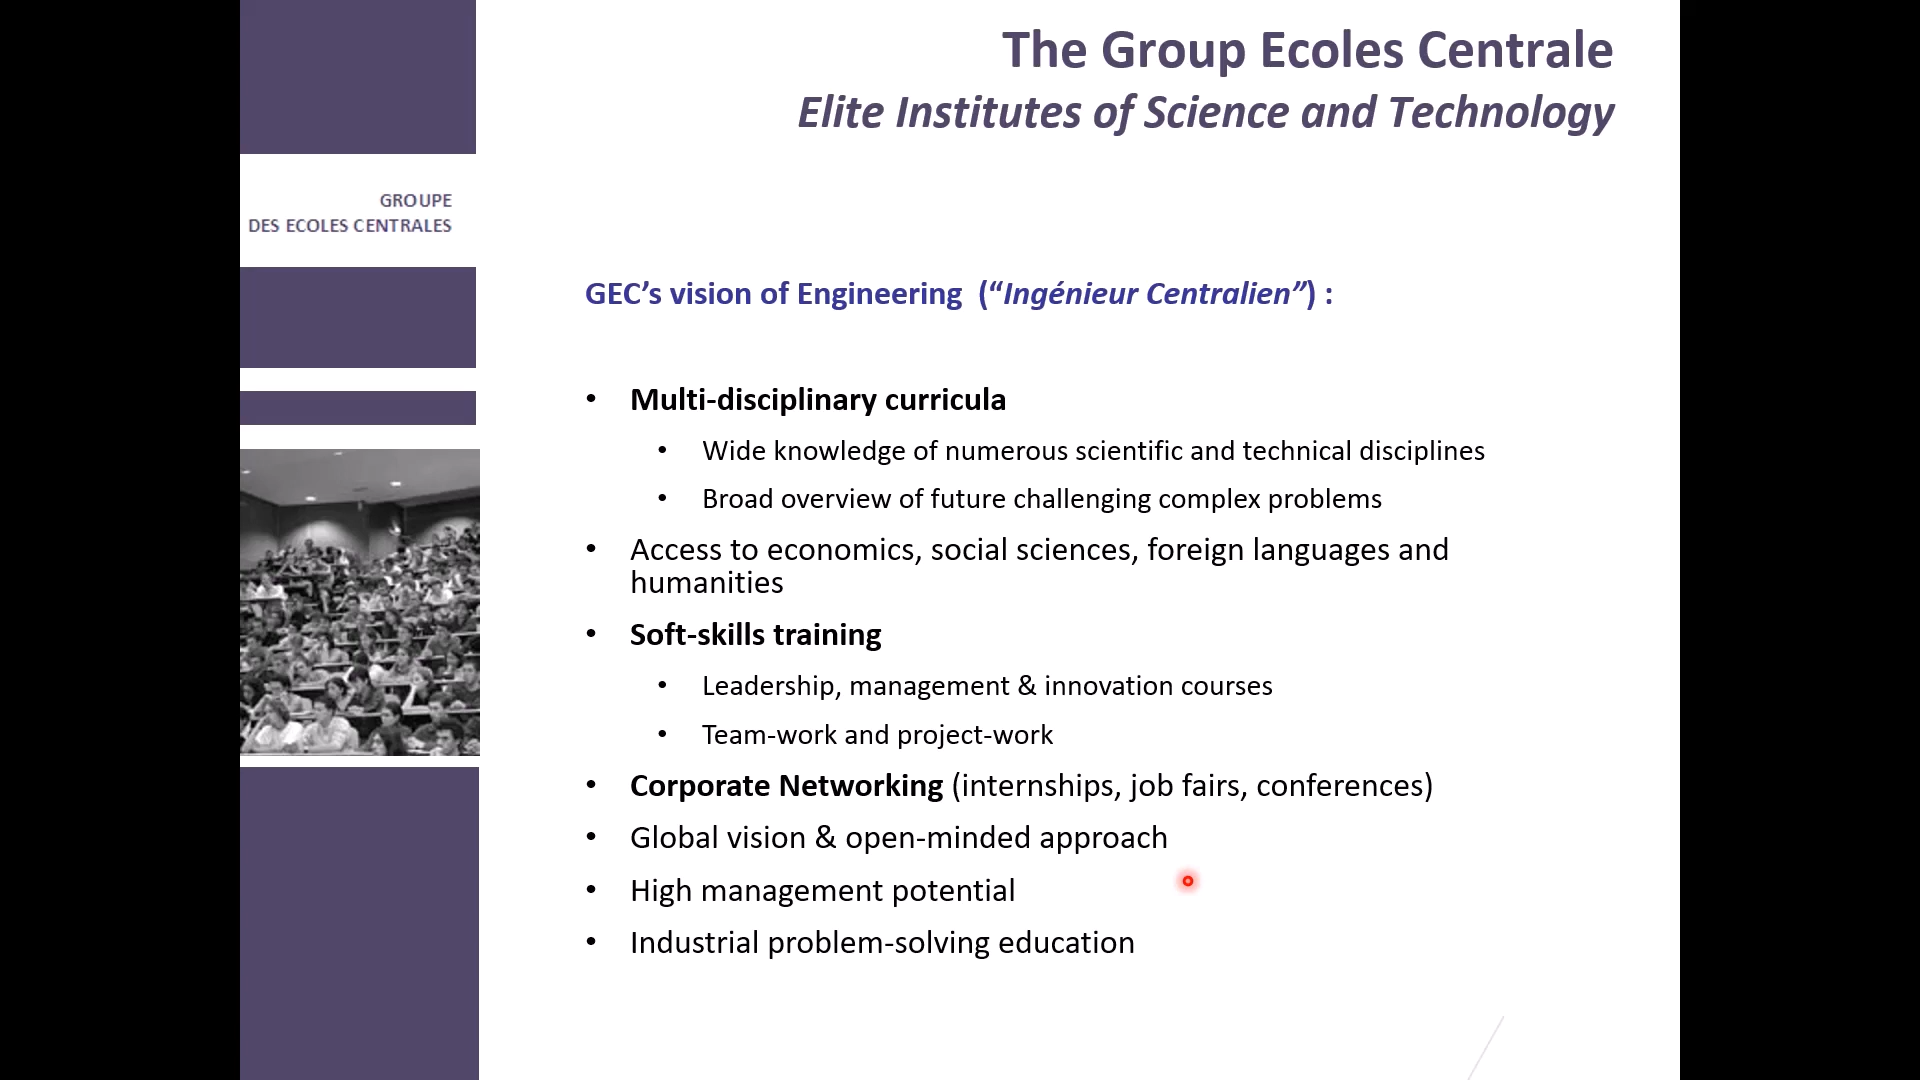 The Group Ecoles Centrale
Elite Institutes of Science and Technology
GROUPE
DES ECOLES CENTRALES
GEC’s vision of Engineering (“Ingénieur Centralien”) :
• Multi-disciplinary curricula
• Wide knowledge of numerous scientific and technical disciplines
• Broad overview of future challenging complex problems
• Access to economics, social sciences, foreign languages and
humanities
• Soft-skills training
• Leadership, management & innovation courses
• Team-work and project-work
• Corporate Networking (internships, job fairs, conferences)
• Global vision & open-minded approach
• High management potential
• Industrial problem-solving education